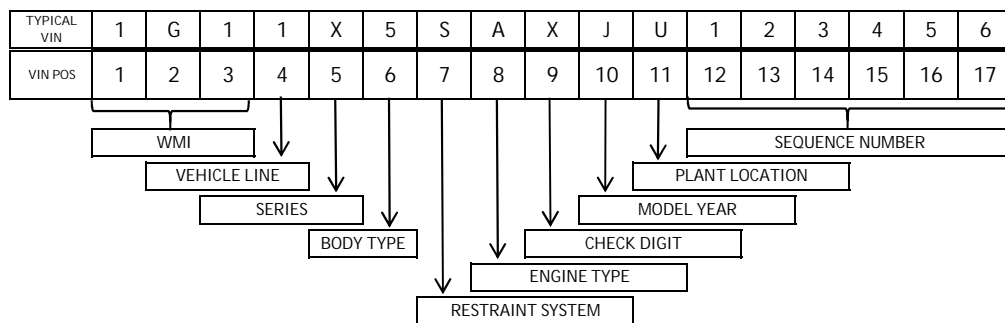 TYPICAL VIN 1 G 1 1 X 5 S A X J U 1 2 3 4 5 6
VIN POS 1 2 3 4 5 6 7 8 9 10 11 12 13 14 15 16 17
WMI SEQUENCE NUMBER
VEHICLE LINE PLANT LOCATION
SERIES MODEL YEAR
BODY TYPE CHECK DIGIT
ENGINE TYPE
RESTRAINT SYSTEM